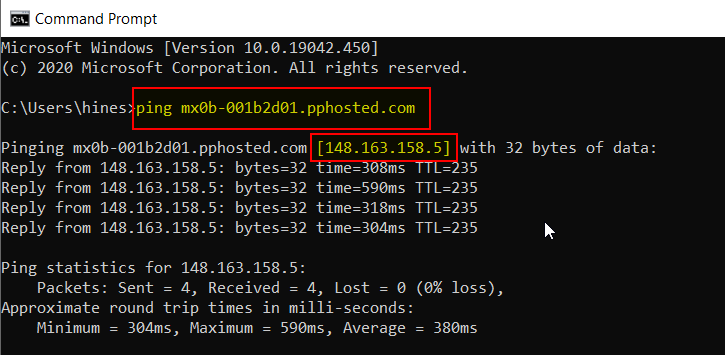 Command Prompt
Microsoft Windows [Version 10.0.19042.450]
(c) 2020 Microsoft Corporation. All rights reserved.
C:\Users\hines>ping mx0b-001b2d01.pphosted.com
Pinging mx0b-001b2d01.pphosted.com [148.163.158.5] with 32 bytes of data:
Reply from 148.163.158.5: bytes=32 time=308ms TTL=235
Reply from 148.163.158.5: bytes=32 time=590ms TTL=235
Reply from 148.163.158.5: bytes=32 time=318ms TTL=235
Reply from 148.163.158.5: bytes=32 time=304ms TTL=235
Ping statistics for 148.163.158.5:
    Packets: Sent = 4, Received = 4, Lost = 0 (0% loss),
Approximate round trip times in milli-seconds:
    Minimum = 304ms, Maximum = 590ms, Average = 380ms